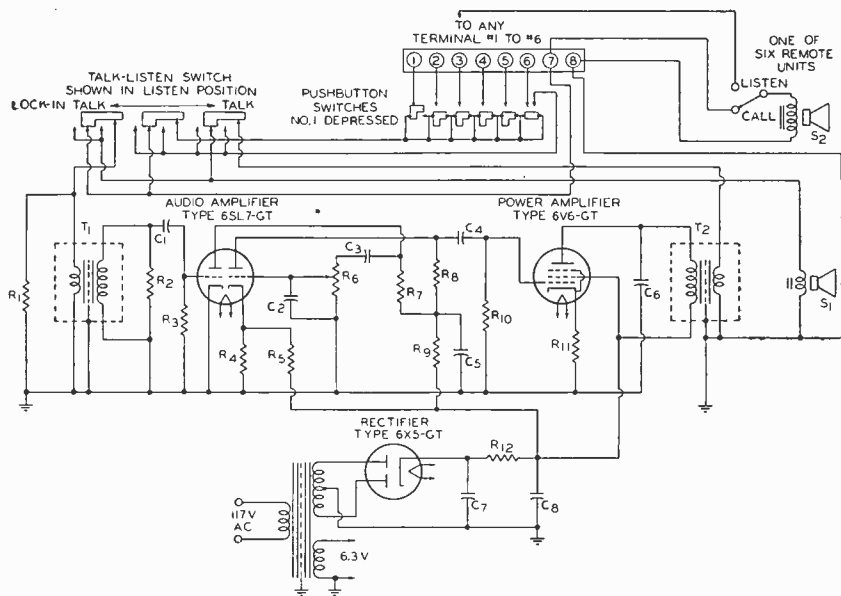 TO ANY
TERMINAL #1 TO #6
1 2 3 4 5 6 7 8
ONE OF
SIX REMOTE
UNITS
LISTEN
CALL
S2
TALK-LISTEN SWITCH
SHOWN IN LISTEN POSITION
LOCK-IN TALK
TALK
PUSHBUTTON
SWITCHES
NO.1 DEPRESSED
AUDIO AMPLIFIER
TYPE 6SL7-GT
POWER AMPLIFIER
TYPE 6V6-GT
T1
C1
R1
R2
R3
C2
R4
R5
C3
R6
R7
R8
R9
C4
C5
R10
R11
C6
T2
S1
RECTIFIER
TYPE 6X5-GT
R12
C7
C8
117V
AC
6.3 V